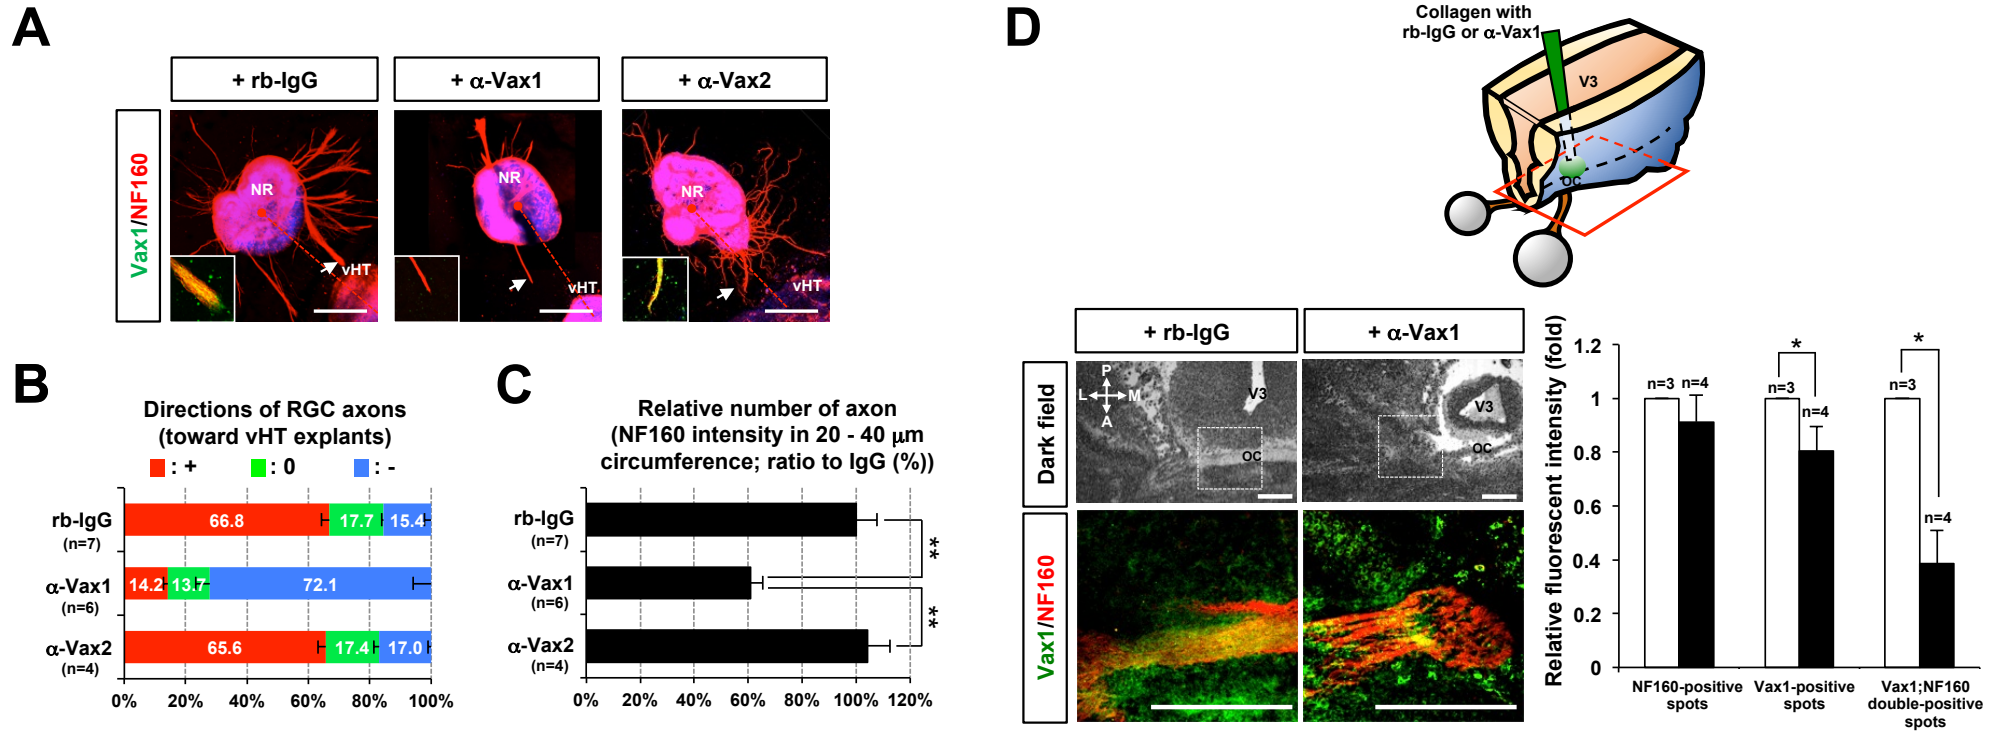 A
+ rb-IgG
+ α-Vax1
+ α-Vax2
Vax1/NF160
NR
vHT
NR
vHT
NR
vHT
B
Directions of RGC axons
(toward vHT explants)
: + : 0 : -
rb-IgG
(n=7)
66.8 17.7 15.4
α-Vax1
(n=6)
14.2 13.7 72.1
α-Vax2
(n=4)
65.6 17.4 17.0
0% 20% 40% 60% 80% 100%
C
Relative number of axon
(NF160 intensity in 20 - 40 μm
circumference; ratio to IgG (%))
rb-IgG
(n=7)
α-Vax1
(n=6)
α-Vax2
(n=4)
**
**
0% 20% 40% 60% 80% 100% 120%
D
Collagen with
rb-IgG or α-Vax1
V3
OC
+ rb-IgG
+ α-Vax1
Dark field
P
L M
A
V3
OC
V3
OC
Vax1/NF160
Relative fluorescent intensity (fold)
1.2
1
0.8
0.6
0.4
0.2
0
n=3 n=4
*
n=3
n=4
*
n=3
n=4
NF160-positive
spots
Vax1-positive
spots
Vax1;NF160
double-positive
spots